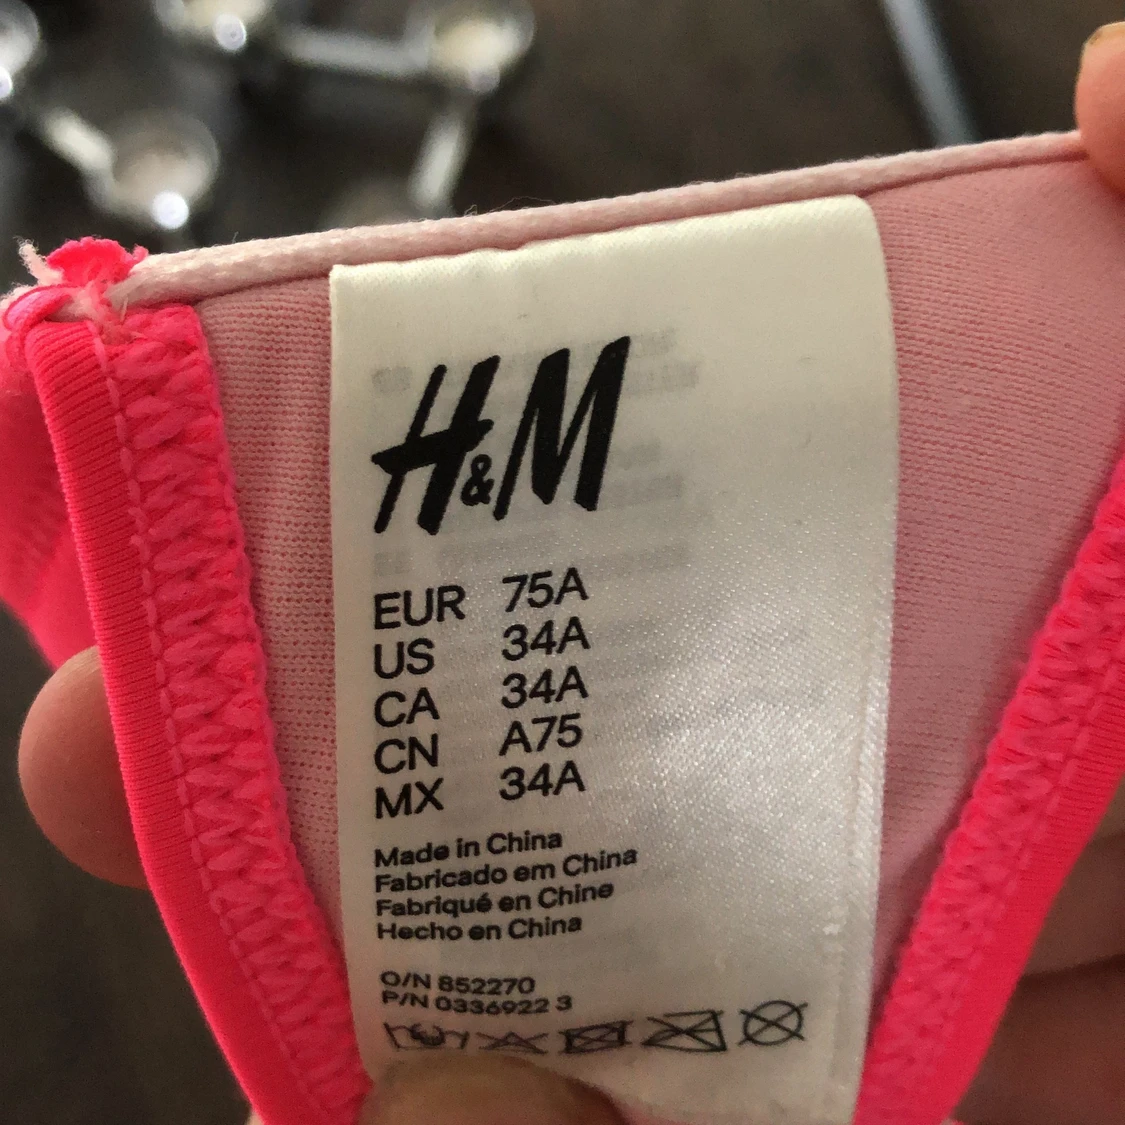 H&M
EUR 75A
US 34A
CA 34A
CN A75
MX 34A
Made in China
Fabricado em China
Fabriqué en Chine
Hecho en China
O/N 852270
P/N 0336922 3